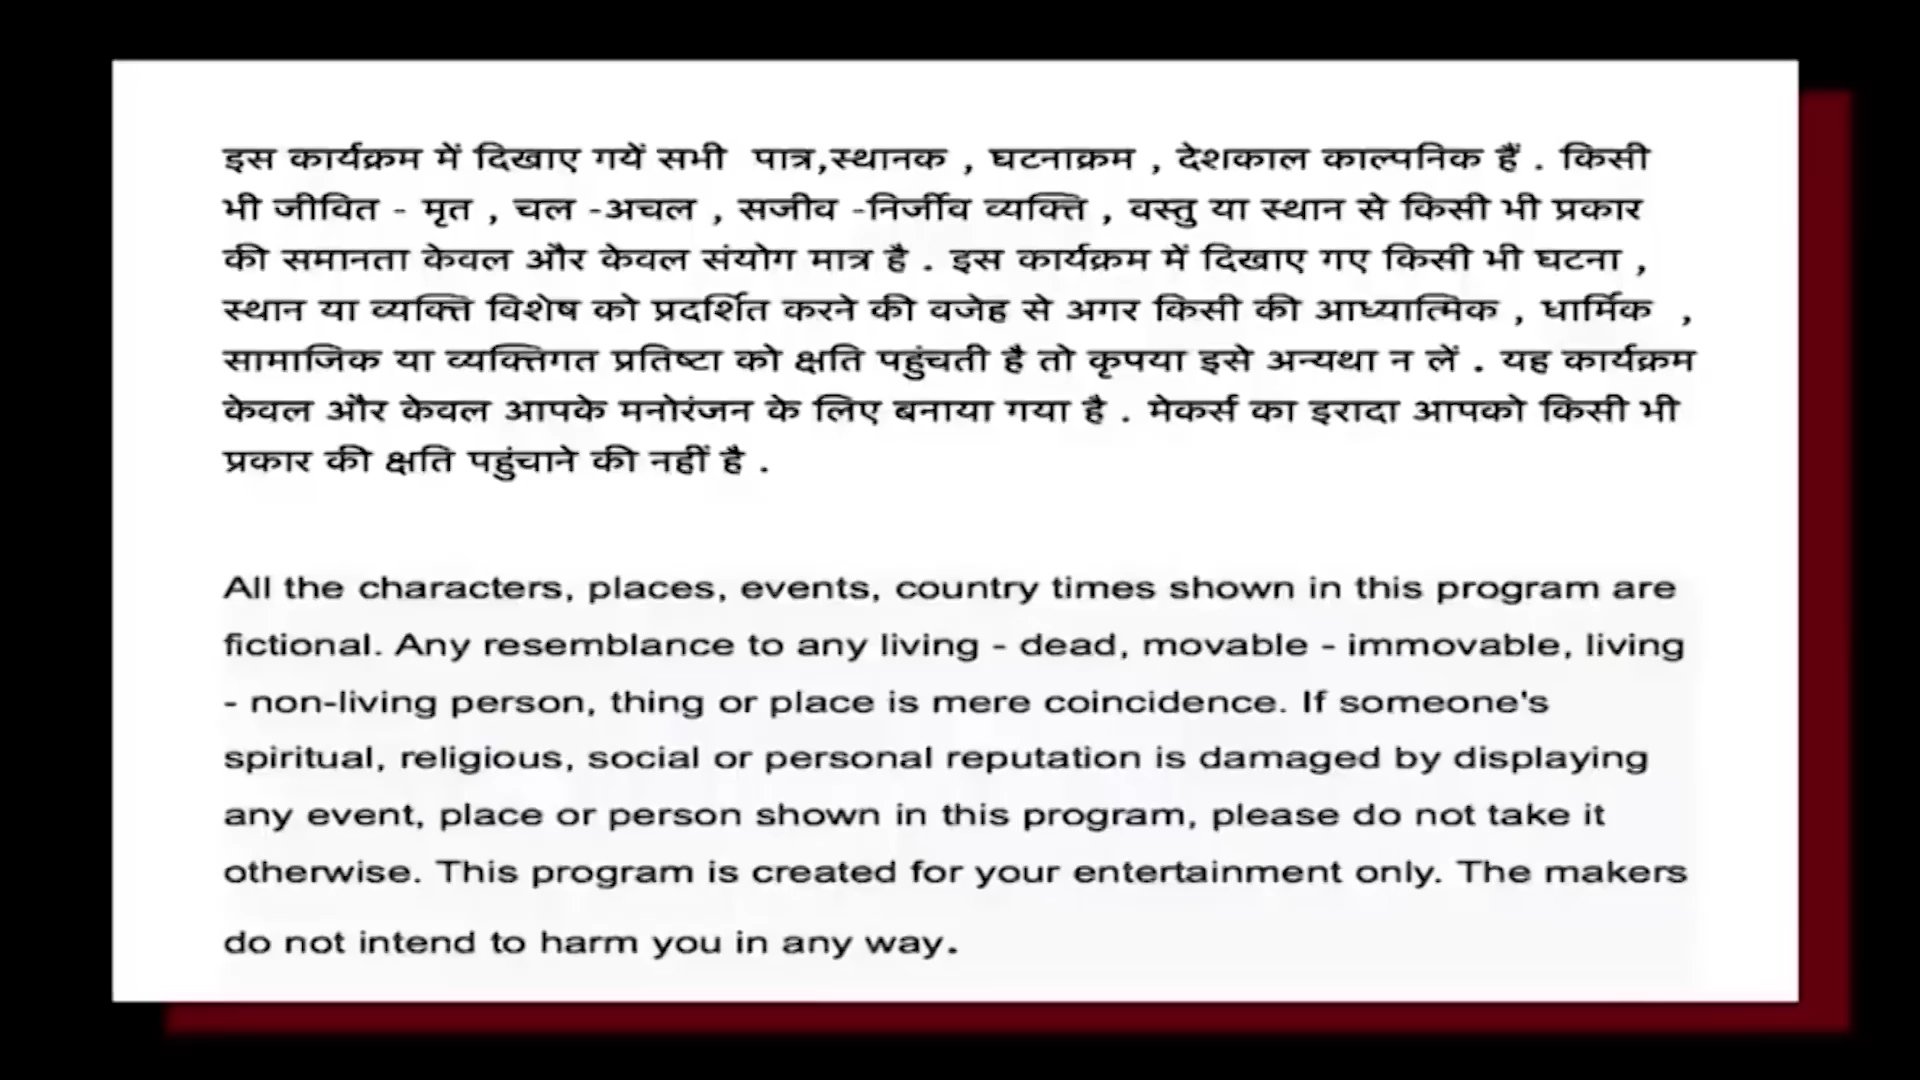 इस कार्यक्रम में दिखाए गयें सभी पात्र,स्थानक , घटनाक्रम , देशकाल काल्पनिक हैं . किसी
भी जीवित - मृत , चल -अचल , सजीव -निर्जीव व्यक्ति , वस्तु या स्थान से किसी भी प्रकार
की समानता केवल और केवल संयोग मात्र है . इस कार्यक्रम में दिखाए गए किसी भी घटना ,
स्थान या व्यक्ति विशेष को प्रदर्शित करने की वजेह से अगर किसी की आध्यात्मिक , धार्मिक ,
सामाजिक या व्यक्तिगत प्रतिष्टा को क्षति पहुंचती है तो कृपया इसे अन्यथा न लें . यह कार्यक्रम
केवल और केवल आपके मनोरंजन के लिए बनाया गया है . मेकर्स का इरादा आपको किसी भी
प्रकार की क्षति पहुंचाने की नहीं है .
All the characters, places, events, country times shown in this program are
fictional. Any resemblance to any living - dead, movable - immovable, living
- non-living person, thing or place is mere coincidence. If someone's
spiritual, religious, social or personal reputation is damaged by displaying
any event, place or person shown in this program, please do not take it
otherwise. This program is created for your entertainment only. The makers
do not intend to harm you in any way.